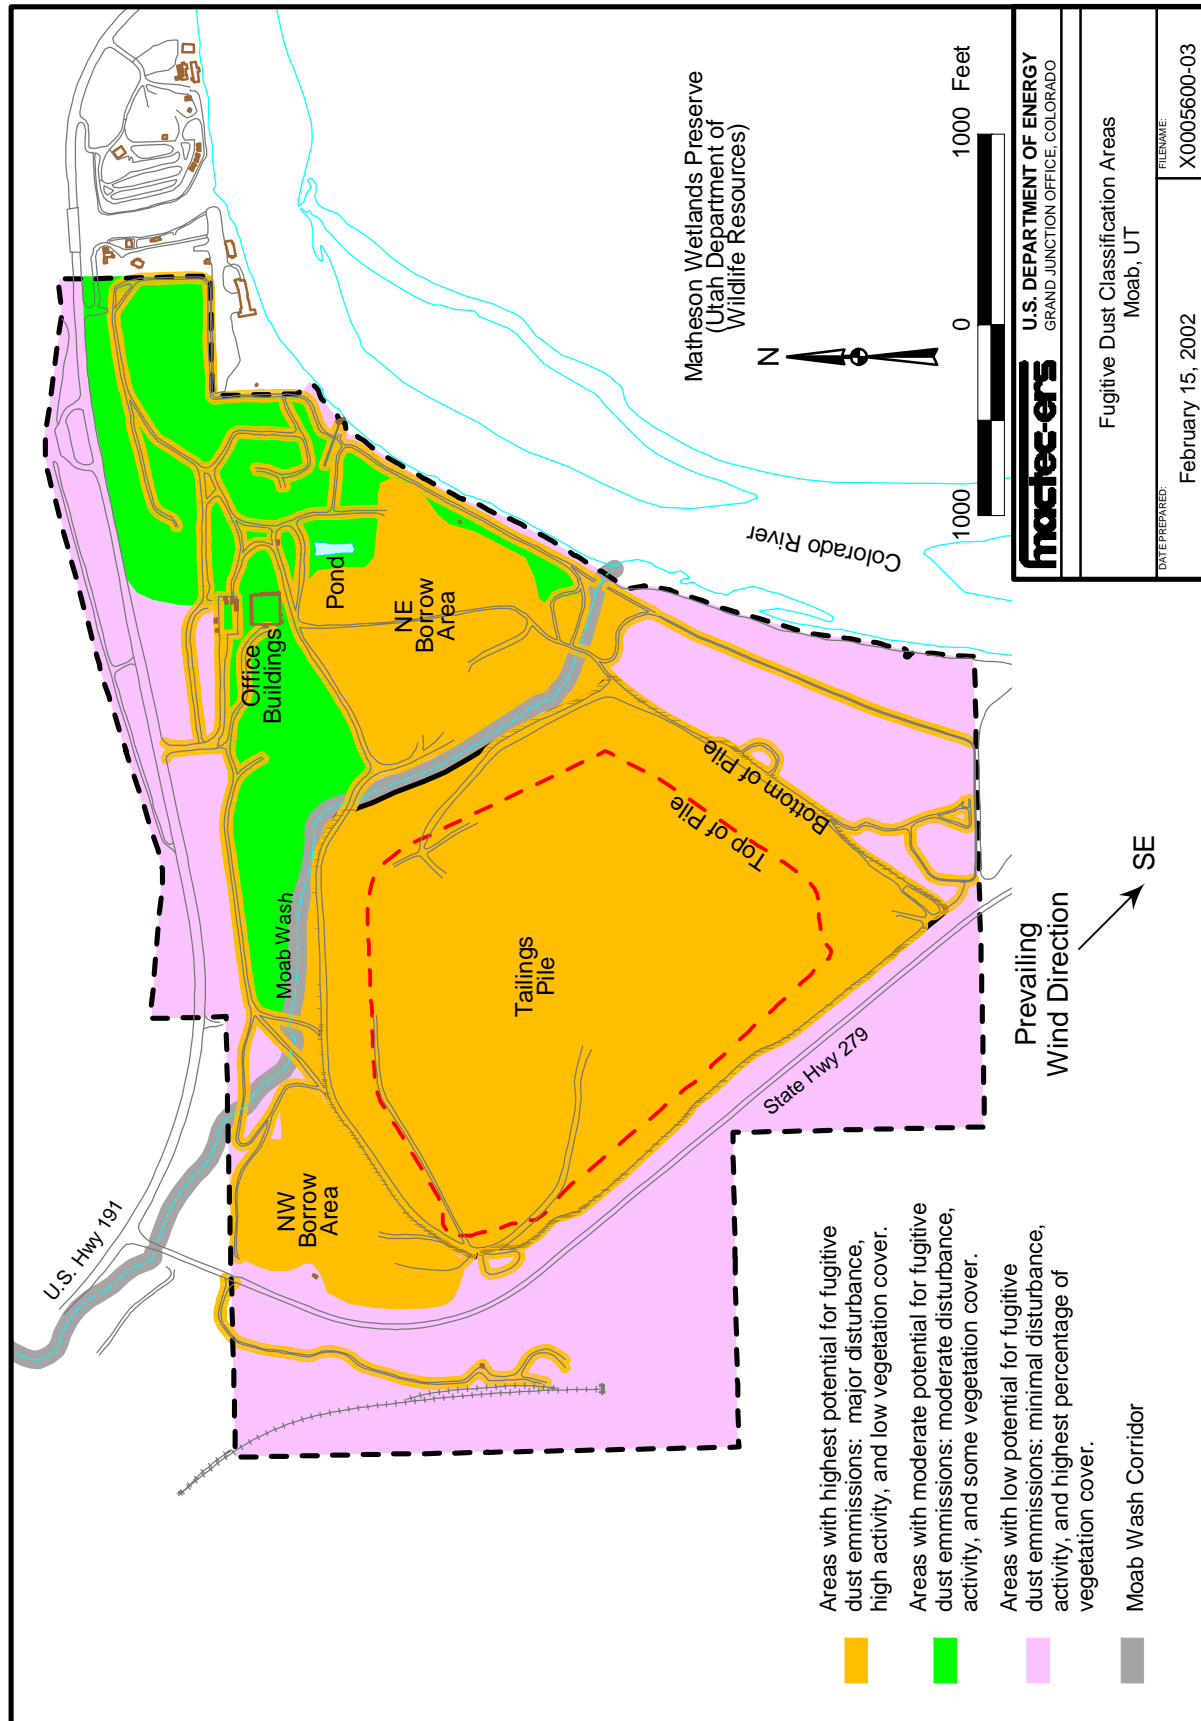 U.S. Hwy 191
Moab Wash
Office
Buildings
Pond
NW
Borrow
Area
NE
Borrow
Area
Tailings
Pile
Top of Pile
Bottom of Pile
State Hwy 279
Colorado River
Matheson Wetlands Preserve
(Utah Department of
Wildlife Resources)
N
1000 0 1000 Feet
Prevailing
Wind Direction
SE
Areas with highest potential for fugitive
dust emmissions: major disturbance,
high activity, and low vegetation cover.
Areas with moderate potential for fugitive
dust emmissions: moderate disturbance,
activity, and some vegetation cover.
Areas with low potential for fugitive
dust emmissions: minimal disturbance,
activity, and highest percentage of
vegetation cover.
Moab Wash Corridor
mactec-ers
U.S. DEPARTMENT OF ENERGY
GRAND JUNCTION OFFICE, COLORADO
Fugitive Dust Classification Areas
Moab, UT
DATE PREPARED:
February 15, 2002
FILENAME:
X0005600-03